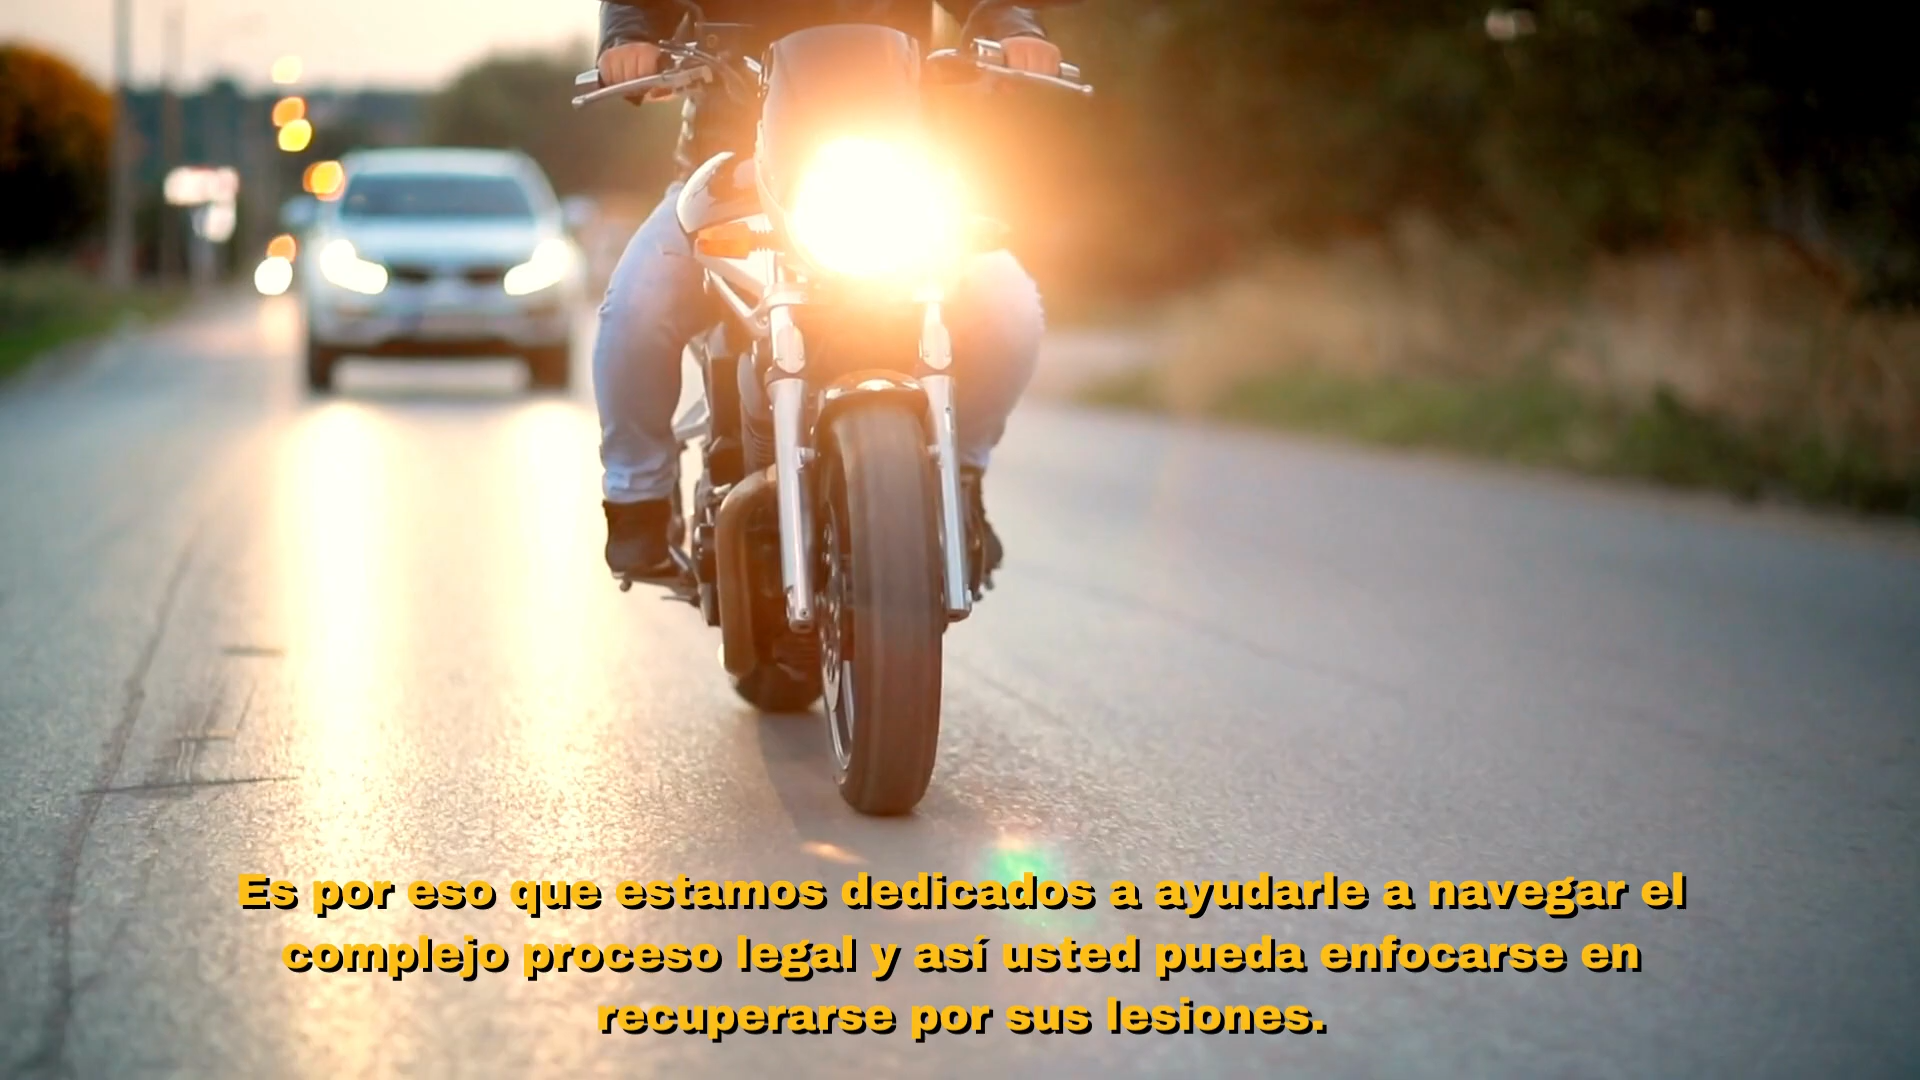 Es por eso que estamos dedicados a ayudarle a navegar el
complejo proceso legal y así usted pueda enfocarse en
recuperarse por sus lesiones.